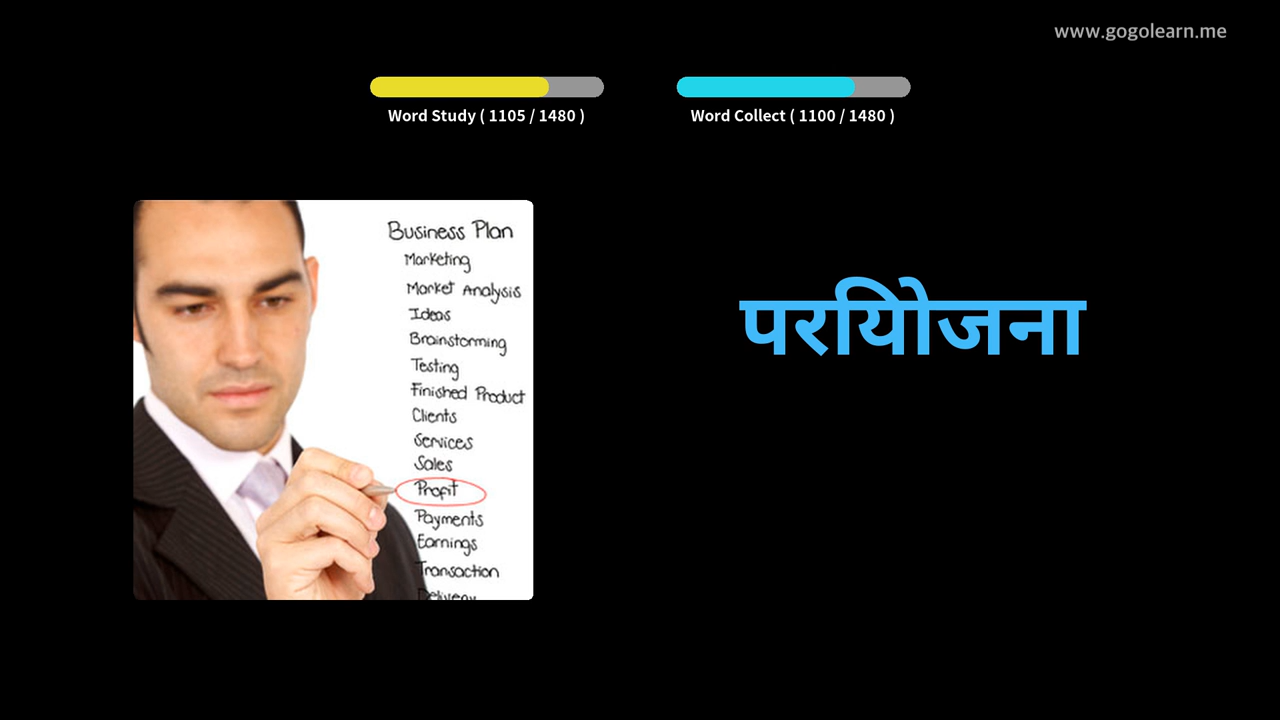 www.gogolearn.me
Word Study ( 1105 / 1480 )
Word Collect ( 1100 / 1480 )
Business Plan
Marketing
Market Analysis
Ideas
Brainstorming
Testing
Finished Product
Clients
Services
Sales
Profit
Payments
Earnings
Transaction
Delivery
परियोजना